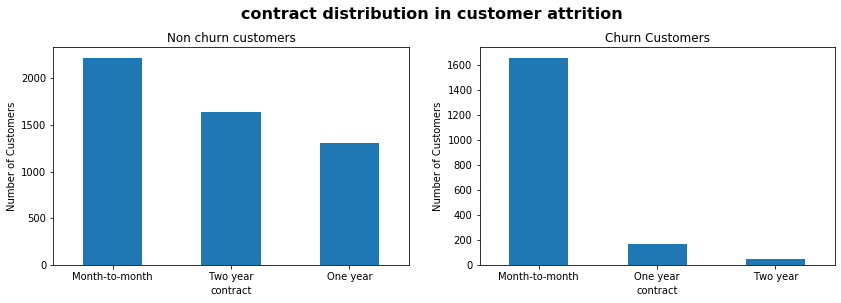 contract distribution in customer attrition
Non churn customers
Number of Customers
2000
1500
1000
500
0
Month-to-month Two year One year
contract
Churn Customers
Number of Customers
1600
1400
1200
1000
800
600
400
200
0
Month-to-month One year Two year
contract